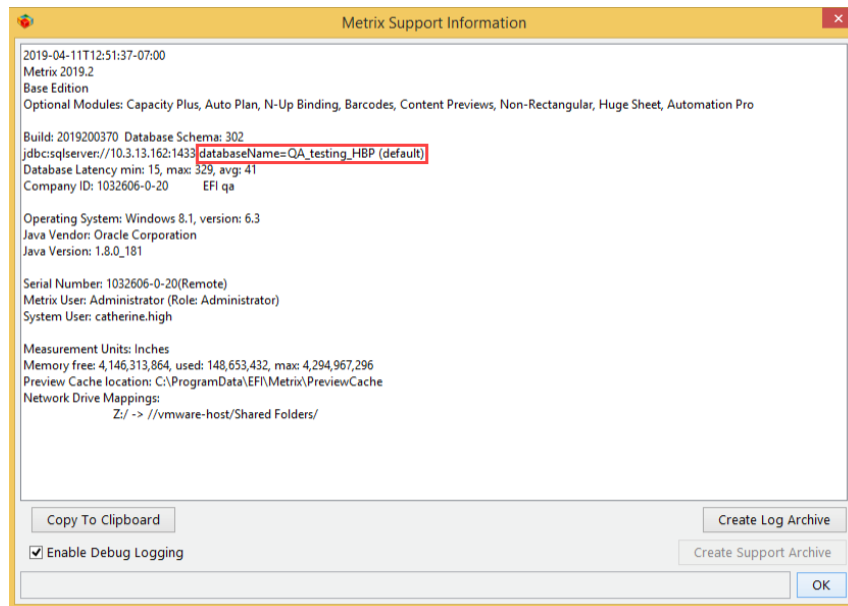 Metrix Support Information
2019-04-11T12:51:37-07:00
Metrix 2019.2
Base Edition
Optional Modules: Capacity Plus, Auto Plan, N-Up Binding, Barcodes, Content Previews, Non-Rectangular, Huge Sheet, Automation Pro
Build: 2019200370 Database Schema: 302
jdbc:sqlserver://10.3.13.162:1433 databaseName=QA_testing_HBP (default)
Database Latency min: 15, max: 329, avg: 41
Company ID: 1032606-0-20 EFI qa
Operating System: Windows 8.1, version: 6.3
Java Vendor: Oracle Corporation
Java Version: 1.8.0_181
Serial Number: 1032606-0-20(Remote)
Metrix User: Administrator (Role: Administrator)
System User: catherine.high
Measurement Units: Inches
Memory free: 4,146,313,864, used: 148,653,432, max: 4,294,967,296
Preview Cache location: C:\ProgramData\EFI\Metrix\PreviewCache
Network Drive Mappings:
Z:/ -> //vmware-host/Shared Folders/
Copy To Clipboard
Create Log Archive
Enable Debug Logging
Create Support Archive
OK